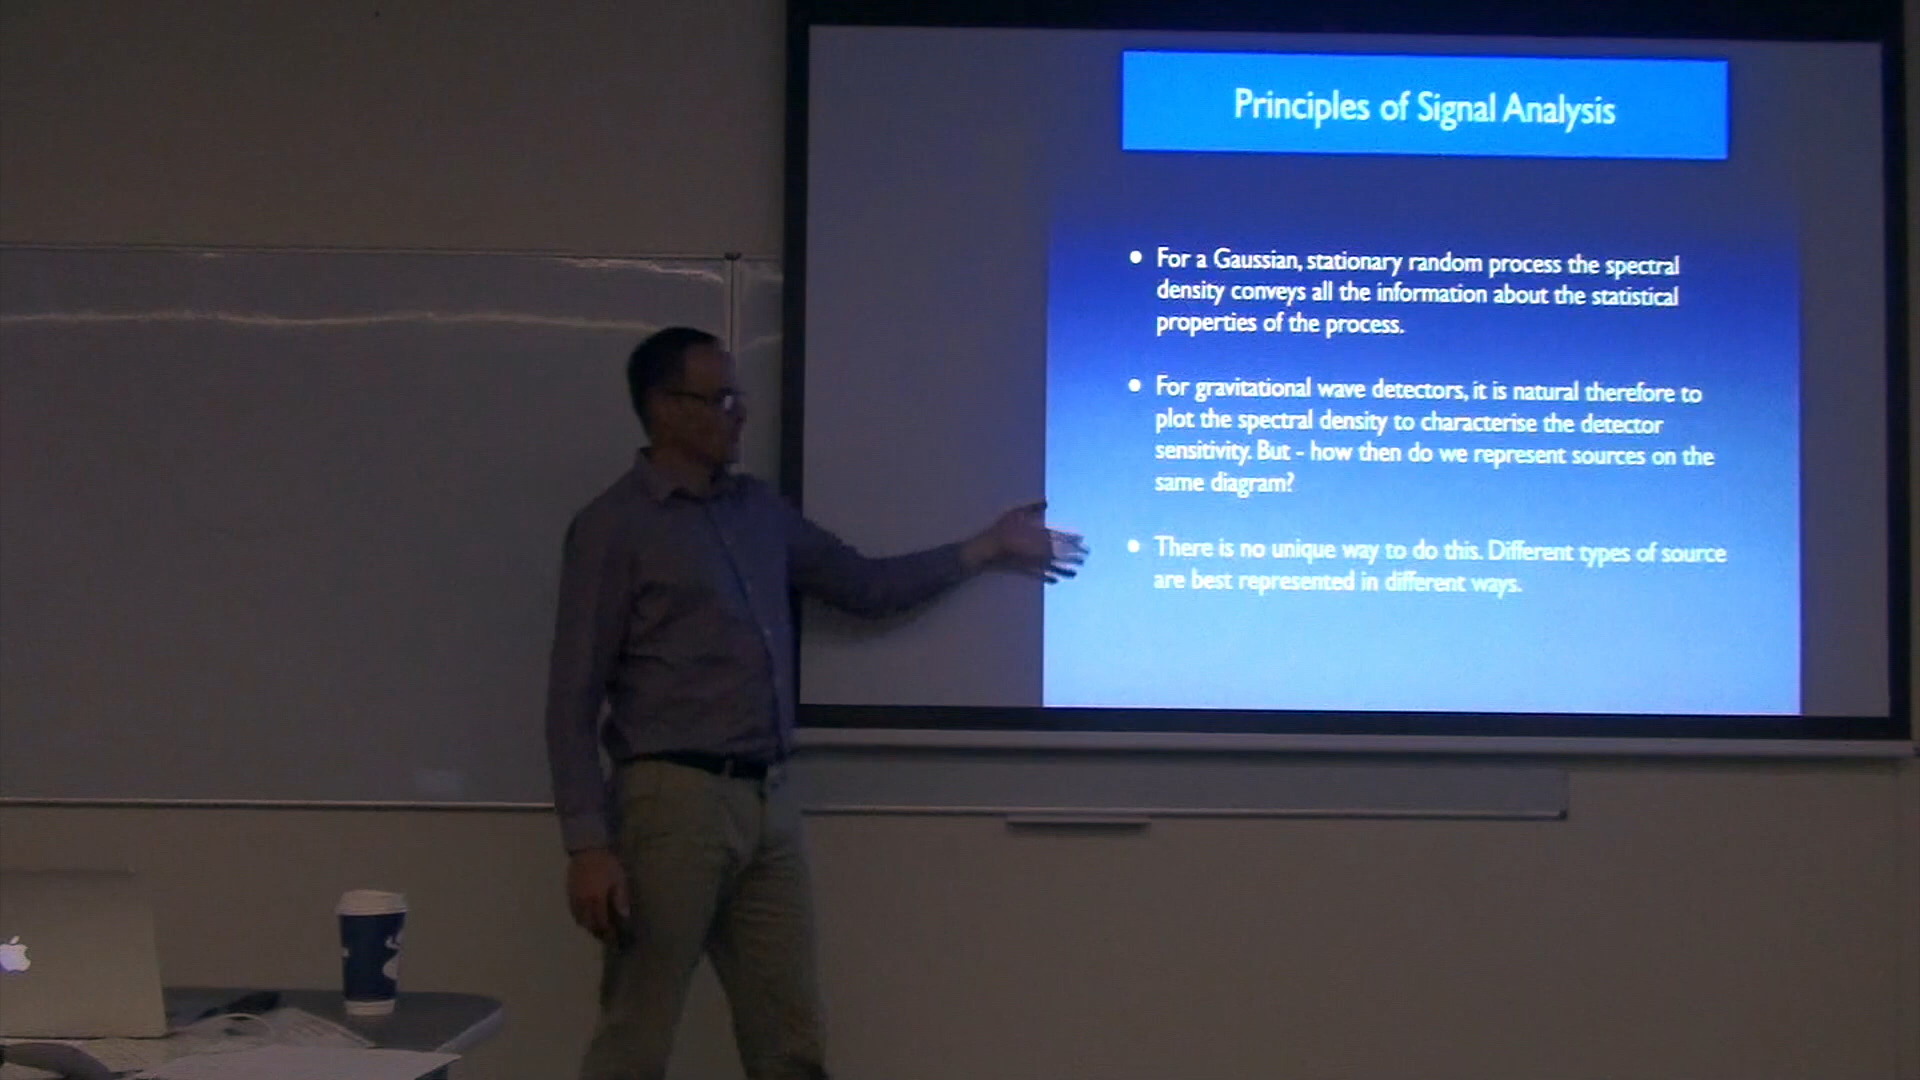 Principles of Signal Analysis
• For a Gaussian, stationary random process the spectral
density conveys all the information about the statistical
properties of the process.
• For gravitational wave detectors, it is natural therefore to
plot the spectral density to characterise the detector
sensitivity. But - how then do we represent sources on the
same diagram?
• There is no unique way to do this. Different types of source
are best represented in different ways.